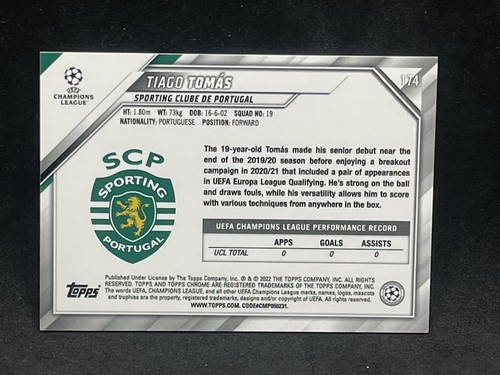 174
UEFA
CHAMPIONS
LEAGUE
TIAGO TOMÁS
SPORTING CLUBE DE PORTUGAL
HT: 1.80m WT: 73kg DOB: 16-6-02 SQUAD NO: 19
NATIONALITY: PORTUGUESE POSITION: FORWARD
SCP
SPORTING
PORTUGAL
The 19-year-old Tomás made his senior debut near the
end of the 2019/20 season before enjoying a breakout
campaign in 2020/21 that included a pair of appearances
in UEFA Europa League Qualifying. He's strong on the ball
and draws fouls, while his versatility allows him to score
with various techniques from anywhere in the box.
UEFA CHAMPIONS LEAGUE PERFORMANCE RECORD
APPS GOALS ASSISTS
UCL TOTAL 0 0 0
Topps
Published Under License by The Topps Company, Inc. ® & © 2022 THE TOPPS COMPANY, INC. ALL RIGHTS
RESERVED. TOPPS AND TOPPS CHROME ARE REGISTERED TRADEMARKS OF THE TOPPS COMPANY, INC.
The words UEFA, CHAMPIONS LEAGUE, and all other UEFA Champions League marks, names, logos, mascots
and trophies are the property, registered trademarks, designs and/or copyright of UEFA. All rights reserved.
WWW.TOPPS.COM. CODE#CMP050231.